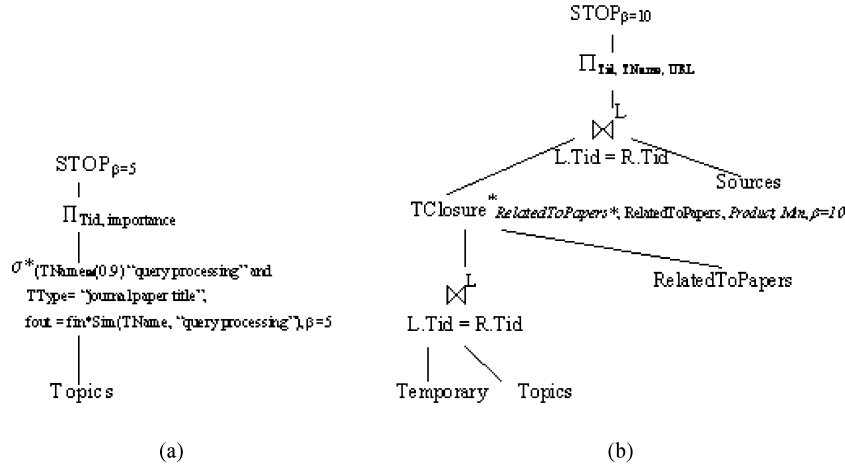 STOPβ=5
ΠTid, importance
σ*(TName≈(0.9) "query processing" and
TType= "journal paper title",
fout = fin*Sim(TName, "query processing"), β=5
Topics
(a)
STOPβ=10
ΠTid, TName, URL
⋈L
L.Tid = R.Tid
Sources
TClosure*RelatedToPapers*, RelatedToPapers, Product, Min, β=10
RelatedToPapers
⋈L
L.Tid = R.Tid
Temporary Topics
(b)